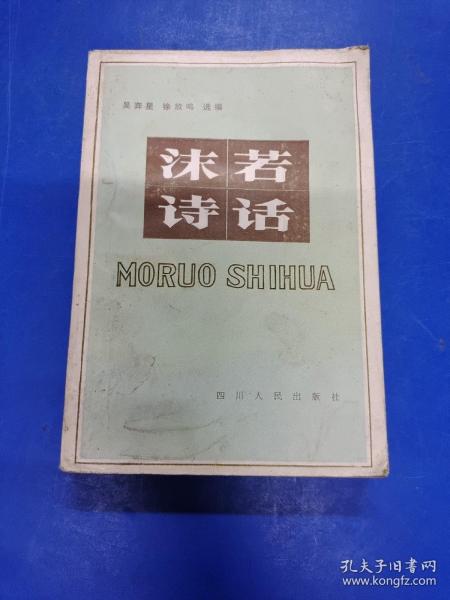 吴奔星 徐放鸣 选编
沫若
诗话
MORUO SHIHUA
四川人民出版社
孔夫子旧书网
www.kongfz.com